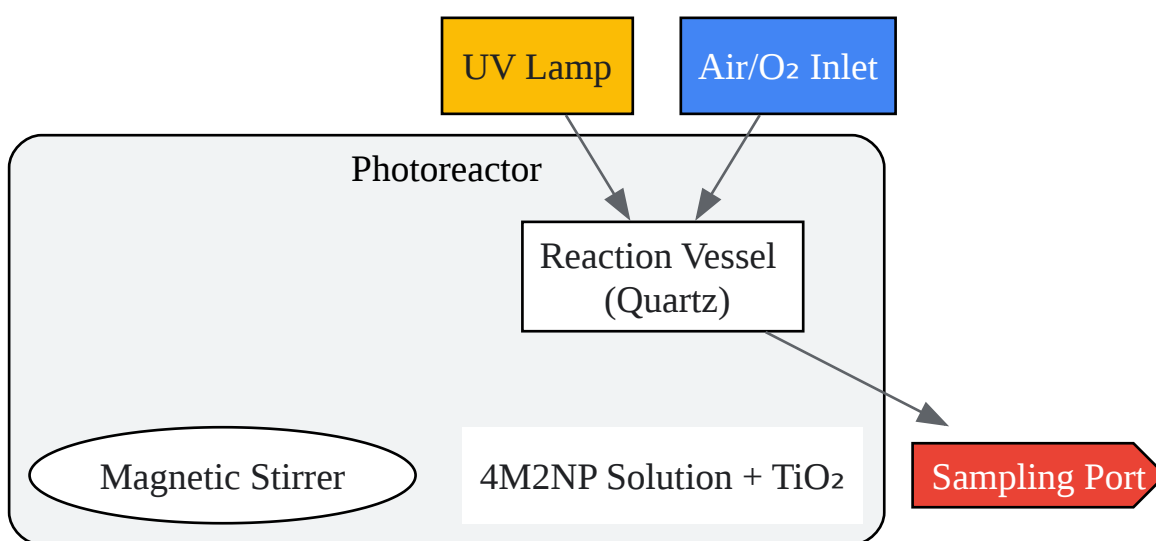 UV Lamp
Air/O₂ Inlet
Photoreactor
Reaction Vessel
(Quartz)
Magnetic Stirrer
4M2NP Solution + TiO₂
Sampling Port